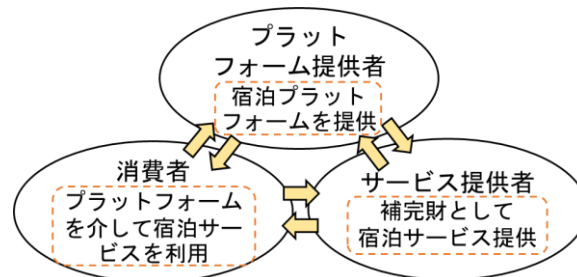 プラット
フォーム提供者
宿泊プラット
フォームを提供
消費者
プラットフォーム
を介して宿泊サー
ビスを利用
サービス提供者
補完財として
宿泊サービス提供